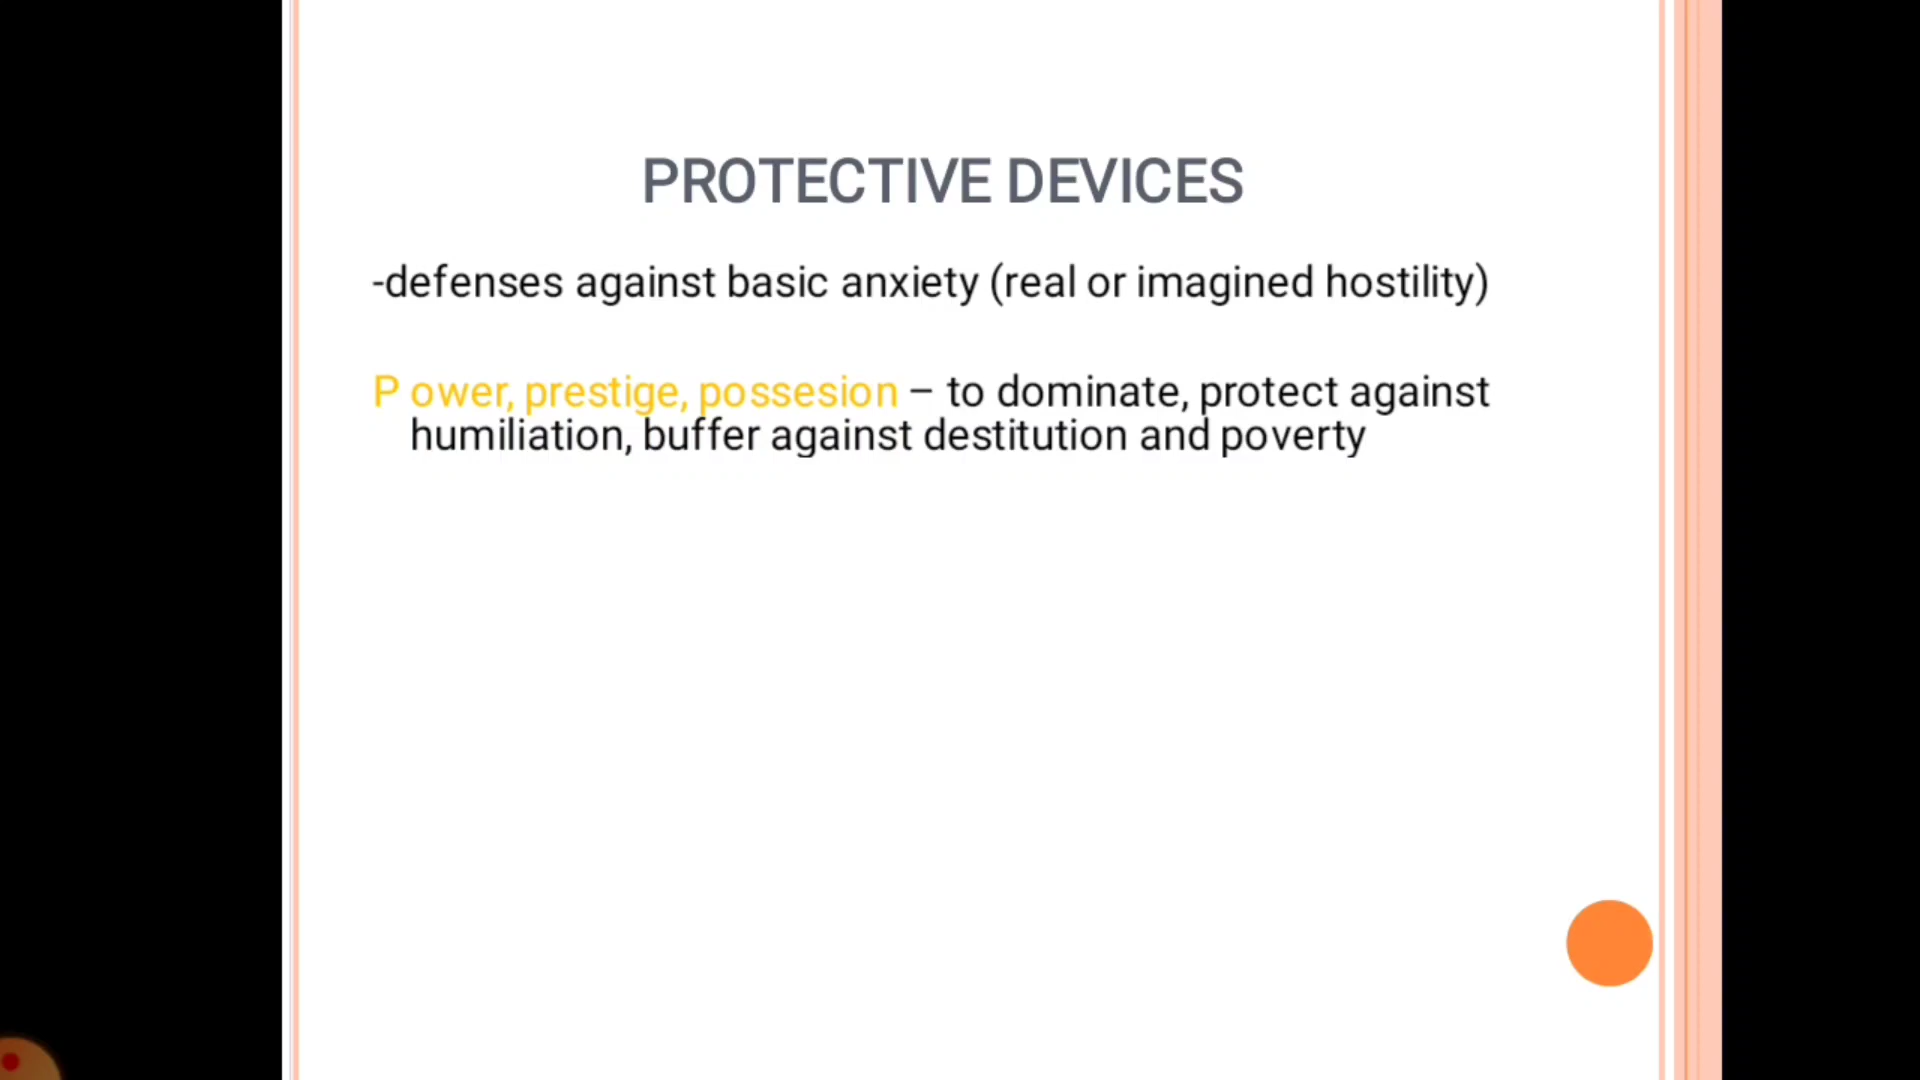 PROTECTIVE DEVICES
-defenses against basic anxiety (real or imagined hostility)
P ower, prestige, possesion – to dominate, protect against
humiliation, buffer against destitution and poverty